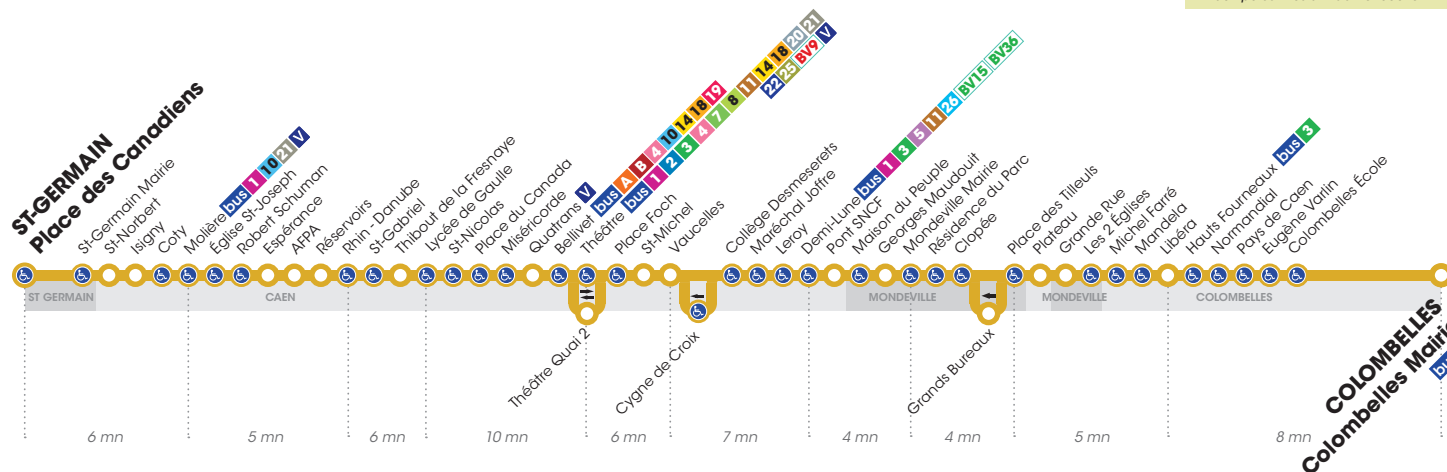 ST-GERMAIN
Place des Canadiens
St-Germain Mairie
St-Norbert
Isigny
Coty
Molière bus 1 10 21 V
Église St-Joseph
Robert Schuman
Espérance
AFPA
Réservoirs
Rhin - Danube
St-Gabriel
Thibout de la Fresnaye
Lycée de Gaulle
St-Nicolas
Place du Canada
Miséricorde
Quatrans V
Bellivet bus A B 4 10 14 18 19
Théâtre bus 1 2 3 4 7 8 11 14 18 20 21
22 25 BV9 V
Place Foch
St-Michel
Vaucelles
Collège Desmeserets
Maréchal Joffre
Leroy
Demi-Lune bus 1 3 5 11 26 BV15 BV36
Pont SNCF
Maison du Peuple
Georges Mauduit
Mondeville Mairie
Résidence du Parc
Clopée
Place des Tilleuls
Plateau
Grande Rue
Les 2 Églises
Michel Farré
Mandela
Libéra
Hauts Fourneaux bus 3
Normandial
Pays de Caen
Eugène Varlin
Colombelles École
ST GERMAIN
CAEN
MONDEVILLE
MONDEVILLE
COLOMBELLES
Théâtre Quai 2
Cygne de Croix
Grands Bureaux
COLOMBELLES
Colombelles Mairie
bus
6 mn
5 mn
6 mn
10 mn
6 mn
7 mn
4 mn
4 mn
5 mn
8 mn